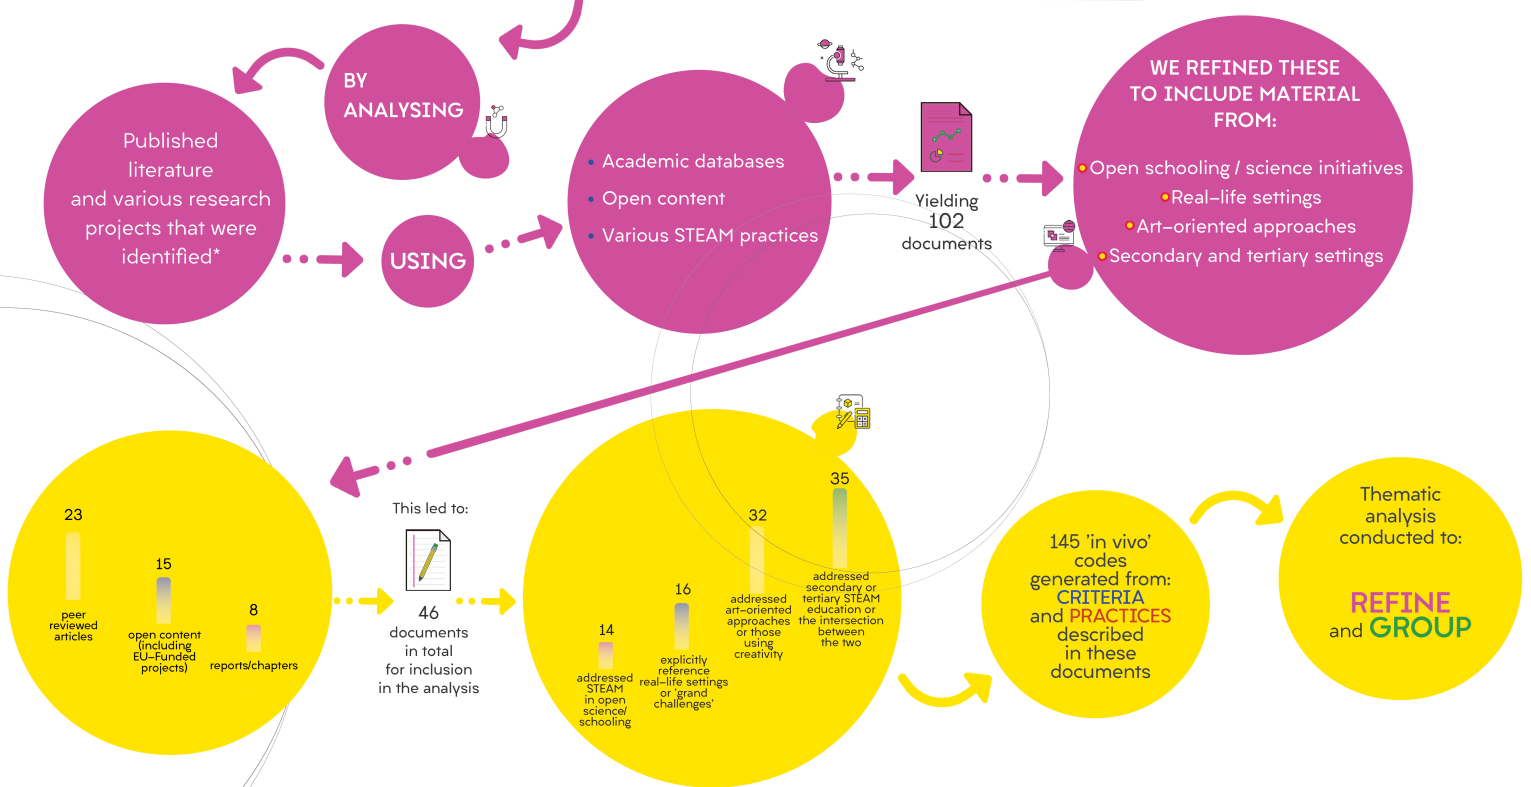 BY
ANALYSING
Published
literature
and various research
projects that were
identified*
USING
• Academic databases
• Open content
• Various STEAM practices
Yielding
102
documents
WE REFINED THESE
TO INCLUDE MATERIAL
FROM:
Open schooling / science initiatives
Real-life settings
Art-oriented approaches
Secondary and tertiary settings
23
peer
reviewed
articles
15
open content
(including
EU-Funded
projects)
8
reports/chapters
This led to:
46
documents
in total
for inclusion
in the analysis
14
addressed
STEAM
in open
science/
schooling
16
explicitly
reference
real-life settings
or 'grand
challenges'
32
addressed
art-oriented
approaches
or those
using
creativity
35
addressed
secondary or
tertiary STEAM
education or
the intersection
between
the two
145 'in vivo'
codes
generated from:
CRITERIA
and PRACTICES
described
in these
documents
Thematic
analysis
conducted to:
REFINE
and GROUP